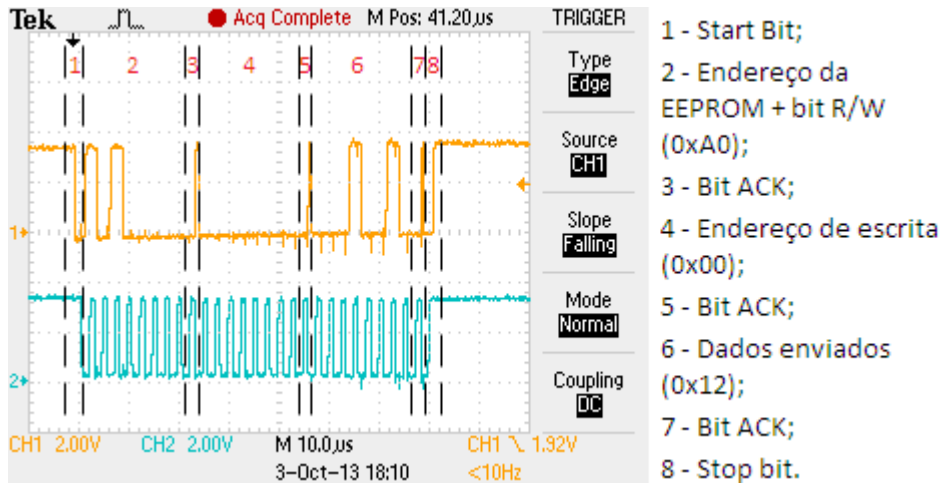 Tek Acq Complete M Pos: 41.20us TRIGGER
1 2 3 4 5 6 7 8
Type
Edge
Source
CH1
Slope
Falling
Mode
Normal
Coupling
DC
1
2
CH1 2.00V CH2 2.00V M 10.0us CH1 1.92V
3-Oct-13 18:10 <10Hz
1 - Start Bit;
2 - Endereço da
EEPROM + bit R/W
(0xA0);
3 - Bit ACK;
4 - Endereço de escrita
(0x00);
5 - Bit ACK;
6 - Dados enviados
(0x12);
7 - Bit ACK;
8 - Stop bit.